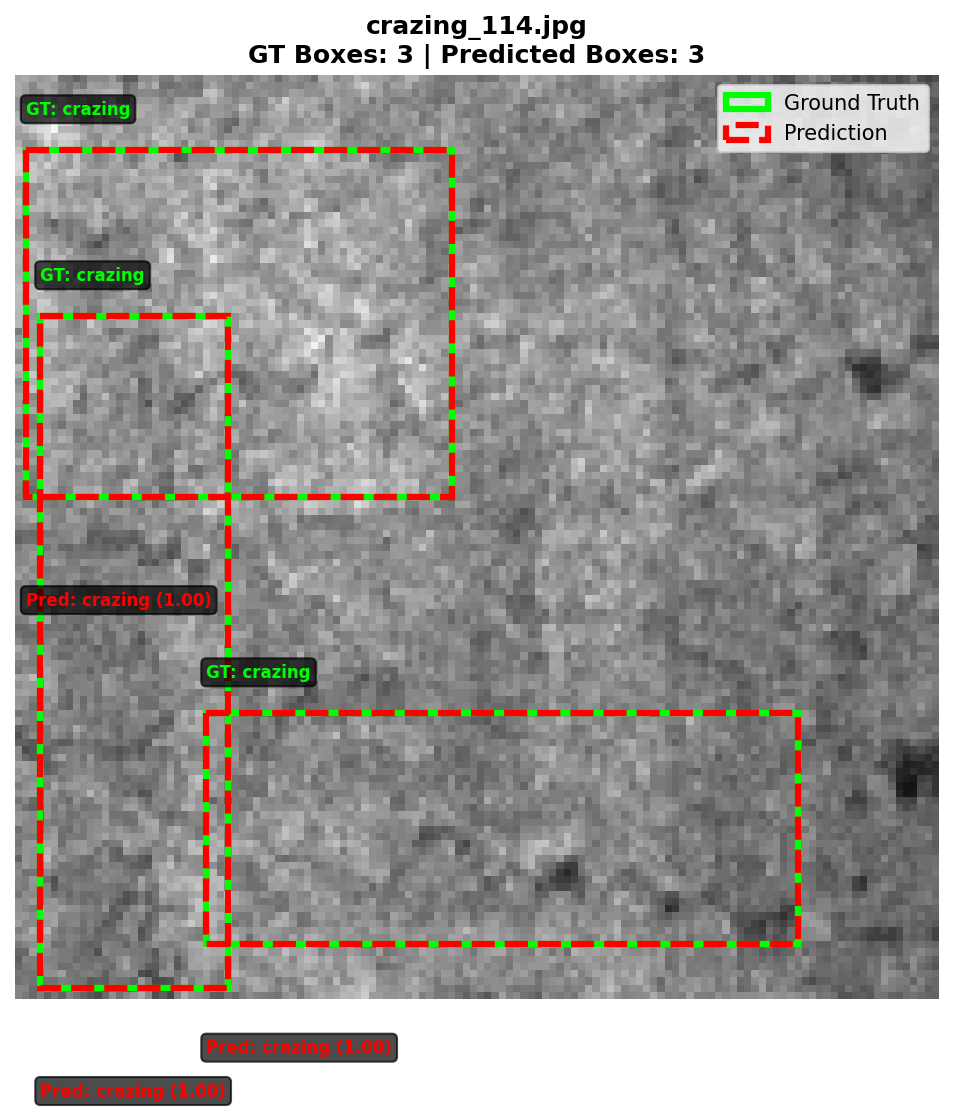 crazing_114.jpg
GT Boxes: 3 | Predicted Boxes: 3
GT: crazing
Ground Truth
Prediction
GT: crazing
Pred: crazing (1.00)
GT: crazing
Pred: crazing (1.00)
Pred: crazing (1.00)